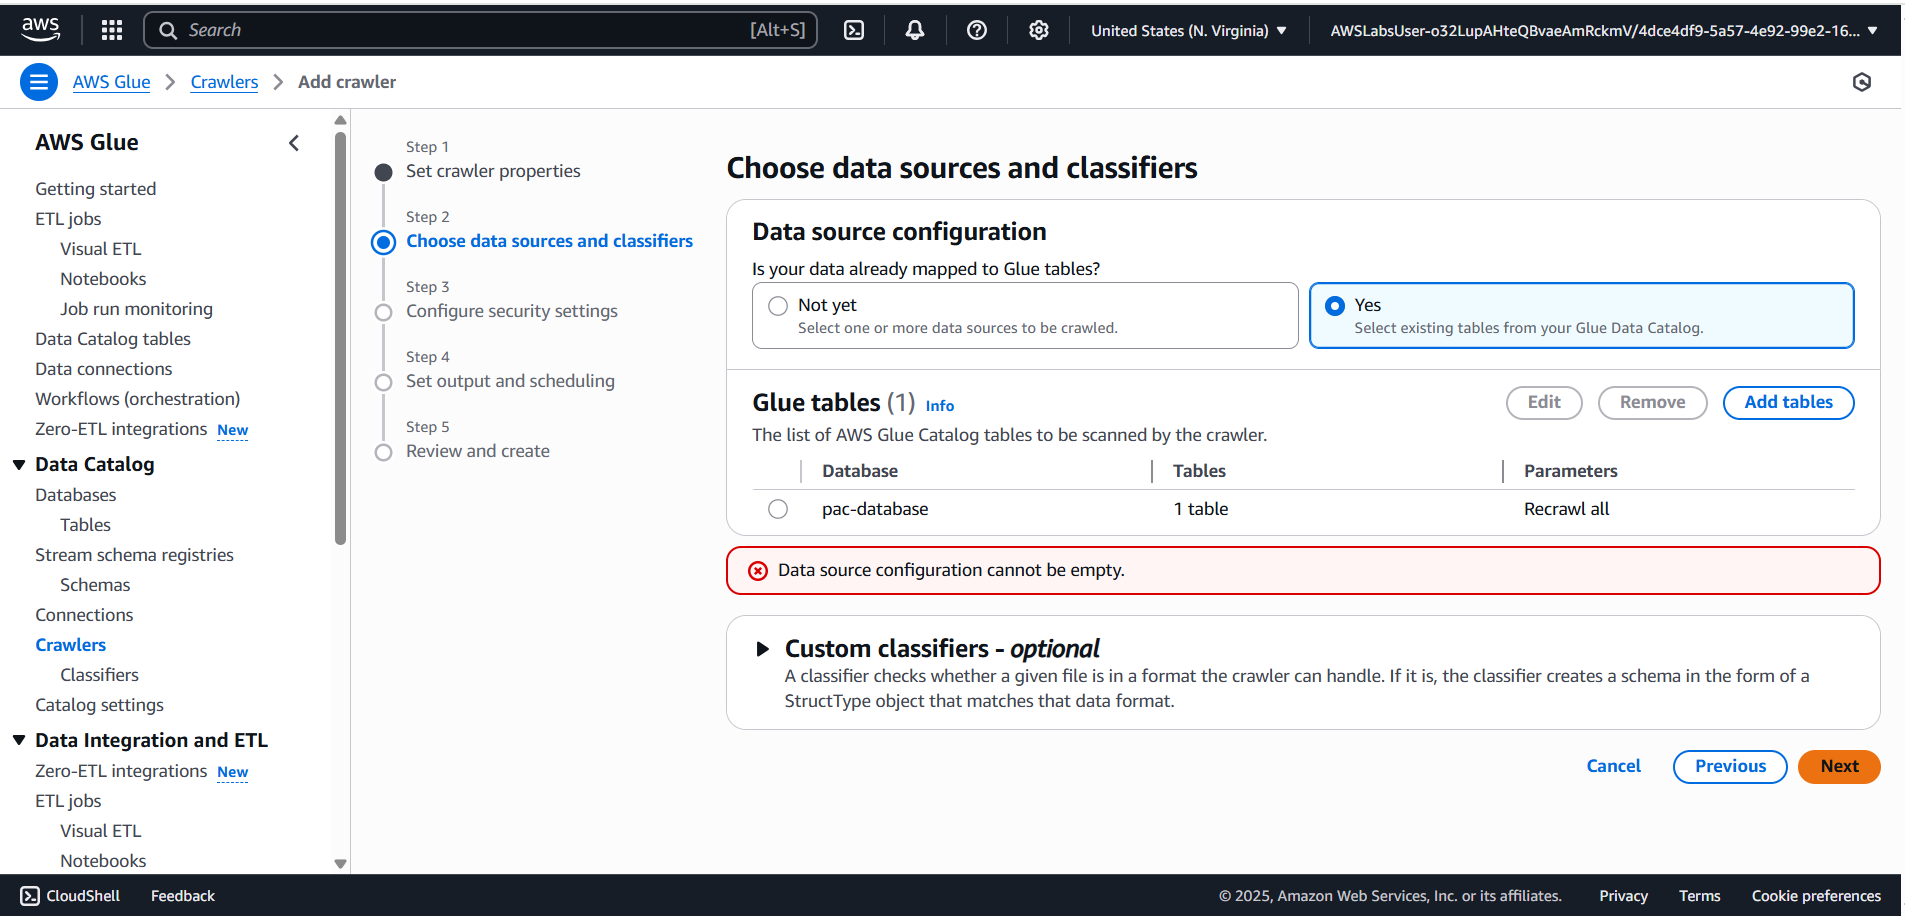 aws
Search [Alt+S]
United States (N. Virginia)
AWSLabsUser-o32LupAHteQBvaeAmRckmV/4dce4df9-5a57-4e92-99e2-16...
AWS Glue > Crawlers > Add crawler
AWS Glue
Getting started
ETL jobs
Visual ETL
Notebooks
Job run monitoring
Data Catalog tables
Data connections
Workflows (orchestration)
Zero-ETL integrations New
Data Catalog
Databases
Tables
Stream schema registries
Schemas
Connections
Crawlers
Classifiers
Catalog settings
Data Integration and ETL
Zero-ETL integrations New
ETL jobs
Visual ETL
Notebooks
Step 1
Set crawler properties
Step 2
Choose data sources and classifiers
Step 3
Configure security settings
Step 4
Set output and scheduling
Step 5
Review and create
Choose data sources and classifiers
Data source configuration
Is your data already mapped to Glue tables?
Not yet
Select one or more data sources to be crawled.
Yes
Select existing tables from your Glue Data Catalog.
Glue tables (1) Info
Edit
Remove
Add tables
The list of AWS Glue Catalog tables to be scanned by the crawler.
Database Tables Parameters
pac-database 1 table Recrawl all
Data source configuration cannot be empty.
Custom classifiers - optional
A classifier checks whether a given file is in a format the crawler can handle. If it is, the classifier creates a schema in the form of a
StructType object that matches that data format.
Cancel
Previous
Next
CloudShell
Feedback
© 2025, Amazon Web Services, Inc. or its affiliates.
Privacy
Terms
Cookie preferences